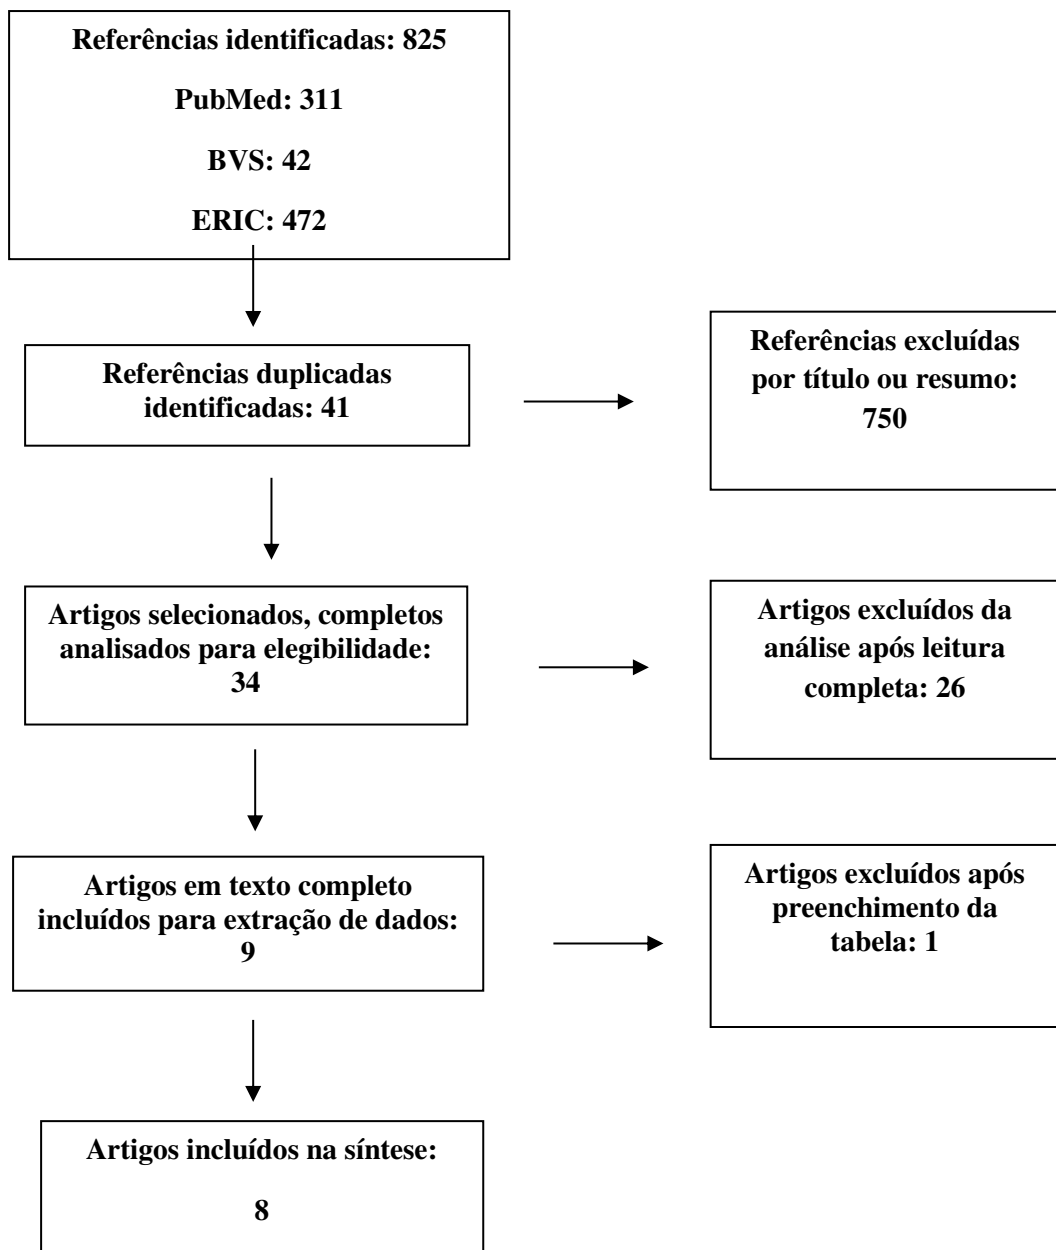 Referências identificadas: 825
PubMed: 311
BVS: 42
ERIC: 472
Referências duplicadas
identificadas: 41
Referências excluídas
por título ou resumo:
750
Artigos selecionados, completos
analisados para elegibilidade:
34
Artigos excluídos da
análise após leitura
completa: 26
Artigos em texto completo
incluídos para extração de dados:
9
Artigos excluídos após
preenchimento da
tabela: 1
Artigos incluídos na síntese:
8